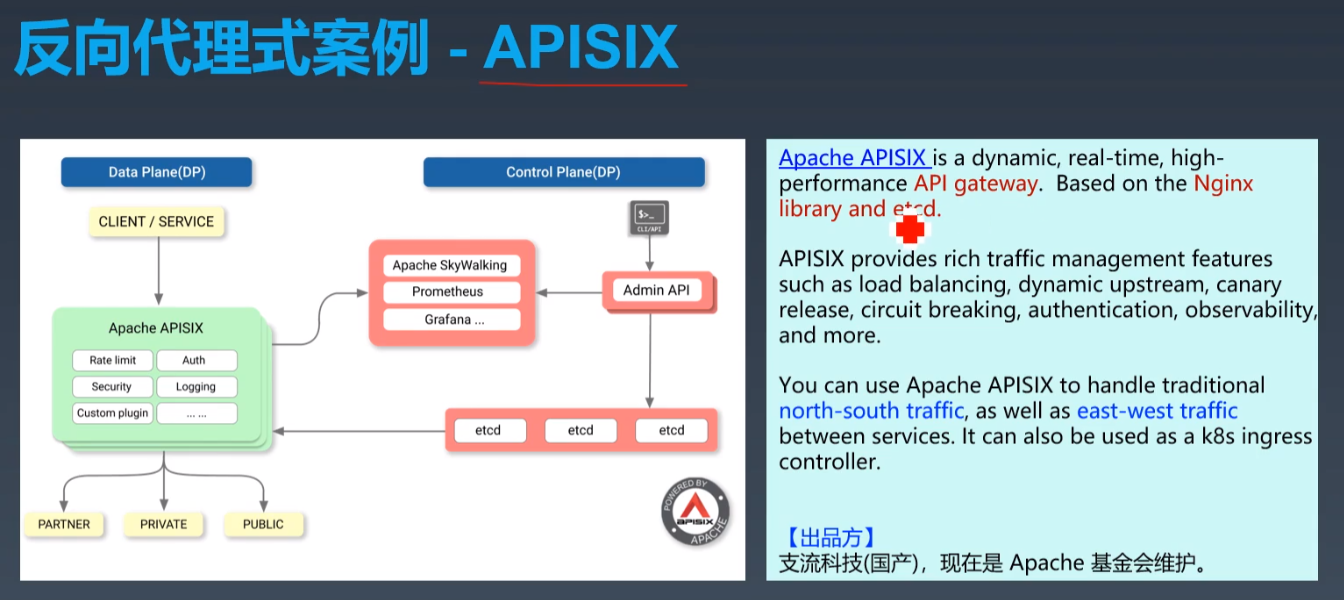 反向代理式案例 - APISIX
Data Plane(DP)
Control Plane(DP)
CLIENT / SERVICE
$>_
CLI/API
Apache SkyWalking
Prometheus
Grafana ...
Admin API
Apache APISIX
Rate limit
Auth
Security
Logging
Custom plugin
... ...
etcd
etcd
etcd
PARTNER
PRIVATE
PUBLIC
POWERED BY
APISIX
APACHE
Apache APISIX is a dynamic, real-time, high-
performance API gateway. Based on the Nginx
library and etcd.
APISIX provides rich traffic management features
such as load balancing, dynamic upstream, canary
release, circuit breaking, authentication, observability,
and more.
You can use Apache APISIX to handle traditional
north-south traffic, as well as east-west traffic
between services. It can also be used as a k8s ingress
controller.
【出品方】
支流科技(国产)，现在是 Apache 基金会维护。